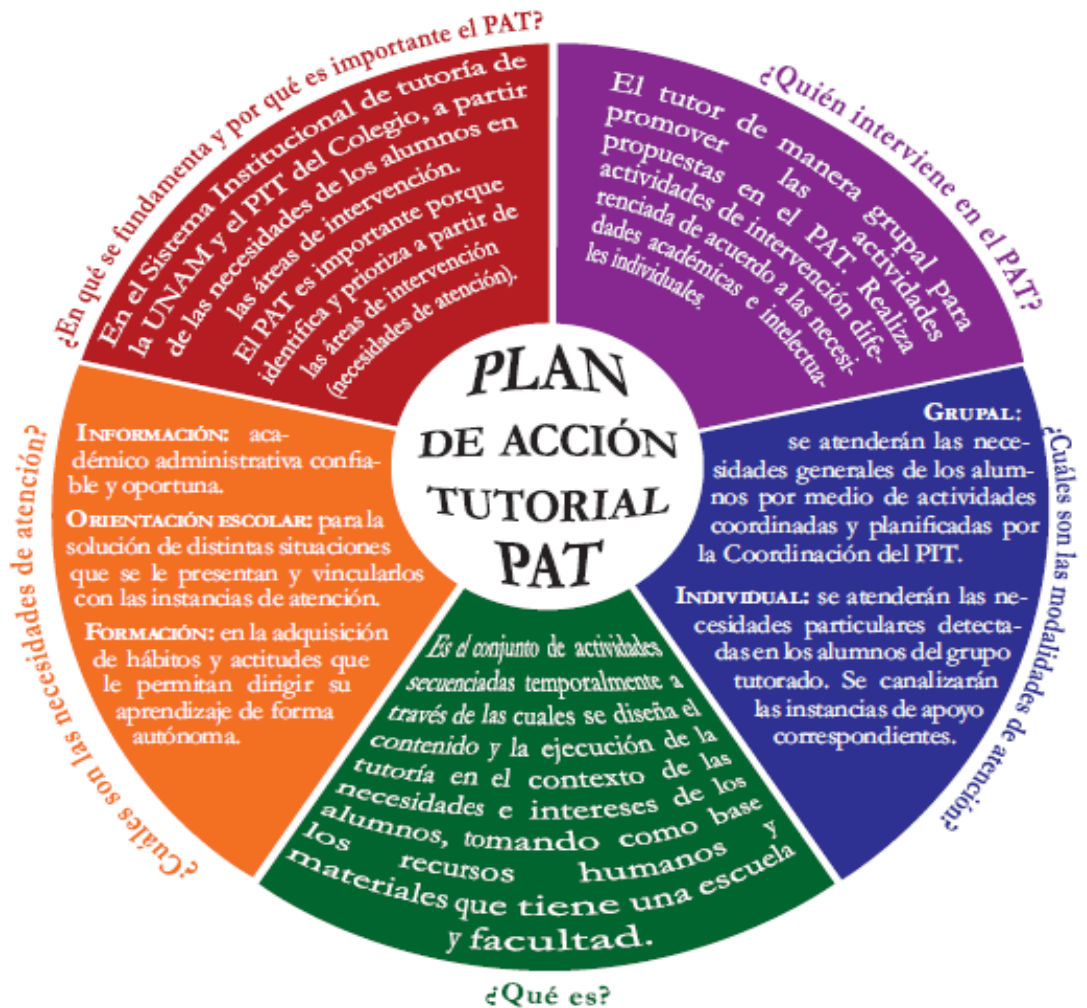 PLAN
DE ACCIÓN
TUTORIAL
PAT
¿En qué se fundamenta y por qué es importante el PAT?
En el Sistema Institucional de tutoría de
la UNAM y el PIT del Colegio, a partir
de las necesidades de los alumnos en
las áreas de intervención.
El PAT es importante porque
identifica y prioriza a partir de
las áreas de intervención
(necesidades de atención).
¿Quién interviene en el PAT?
El tutor de manera grupal para
promover las actividades
propuestas en el PAT. Realiza
actividades de intervención dife-
renciada de acuerdo a las necesi-
dades académicas e intelectua-
les individuales.
¿Cuáles son las modalidades de atención?
GRUPAL:
se atenderán las nece-
sidades generales de los alum-
nos por medio de actividades
coordinadas y planificadas por
la Coordinación del PIT.
INDIVIDUAL: se atenderán las ne-
cesidades particulares detecta-
das en los alumnos del grupo
tutorado. Se canalizarán
las instancias de apoyo
correspondientes.
¿Qué es?
Es el conjunto de actividades
secuenciadas temporalmente a
través de las cuales se diseña el
contenido y la ejecución de la
tutoría en el contexto de las
necesidades e intereses de los
alumnos, tomando como base
los recursos humanos y
materiales que tiene una escuela
y facultad.
¿Cuáles son las necesidades de atención?
INFORMACIÓN: aca-
démico administrativa confia-
ble y oportuna.
ORIENTACIÓN ESCOLAR: para la
solución de distintas situaciones
que se le presentan y vincularlos
con las instancias de atención.
FORMACIÓN: en la adquisición
de hábitos y actitudes que
le permitan dirigir su
aprendizaje de forma
autónoma.